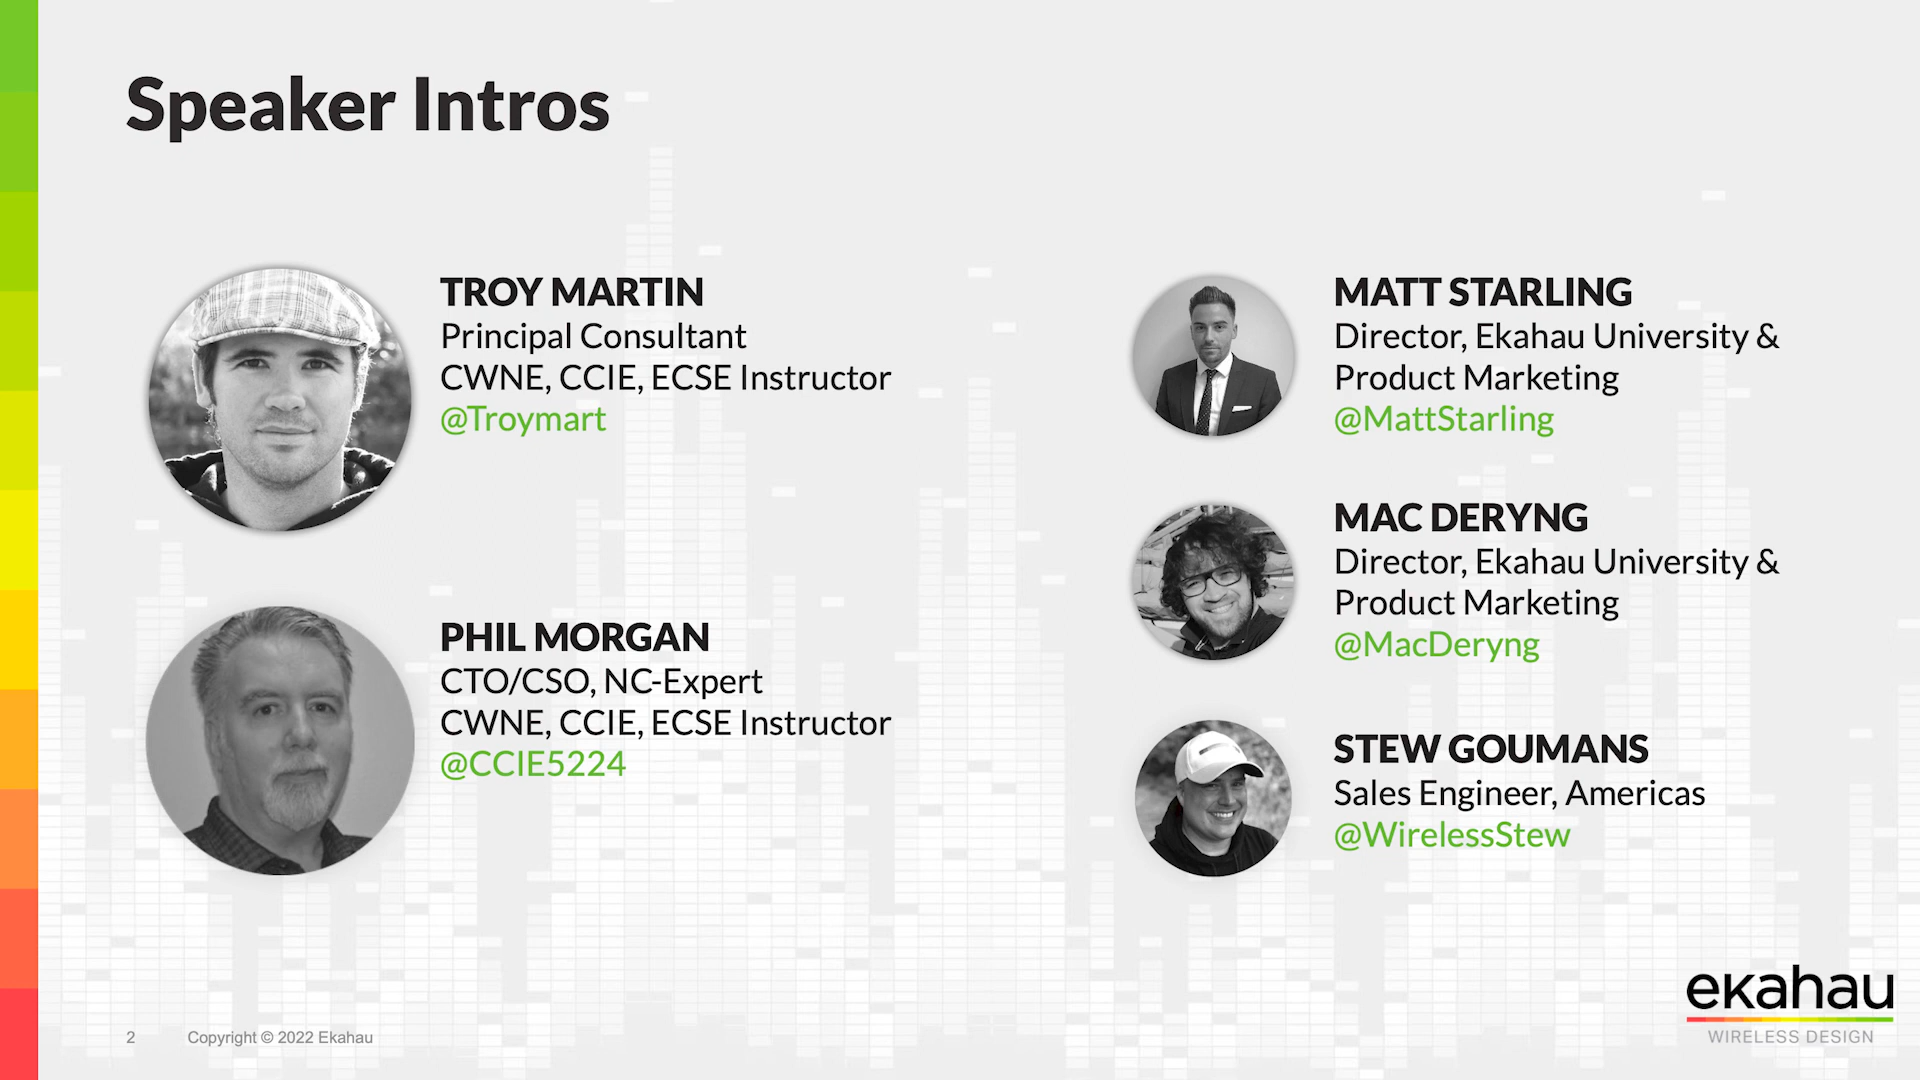 Speaker Intros
TROY MARTIN
Principal Consultant
CWNE, CCIE, ECSE Instructor
@Troymart
PHIL MORGAN
CTO/CSO, NC-Expert
CWNE, CCIE, ECSE Instructor
@CCIE5224
MATT STARLING
Director, Ekahau University &
Product Marketing
@MattStarling
MAC DERYNG
Director, Ekahau University &
Product Marketing
@MacDeryng
STEW GOUMANS
Sales Engineer, Americas
@WirelessStew
2
Copyright © 2022 Ekahau
ekahau
WIRELESS DESIGN